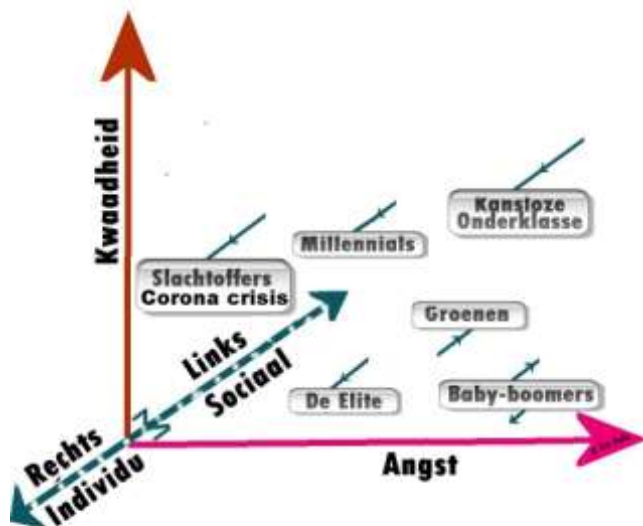 Kwaadheid
Kansloze
Onderklasse
Millennials
Slachtoffers
Corona crisis
Groenen
Links
Sociaal
De Elite
Baby-boomers
Rechts
Individu
Angst